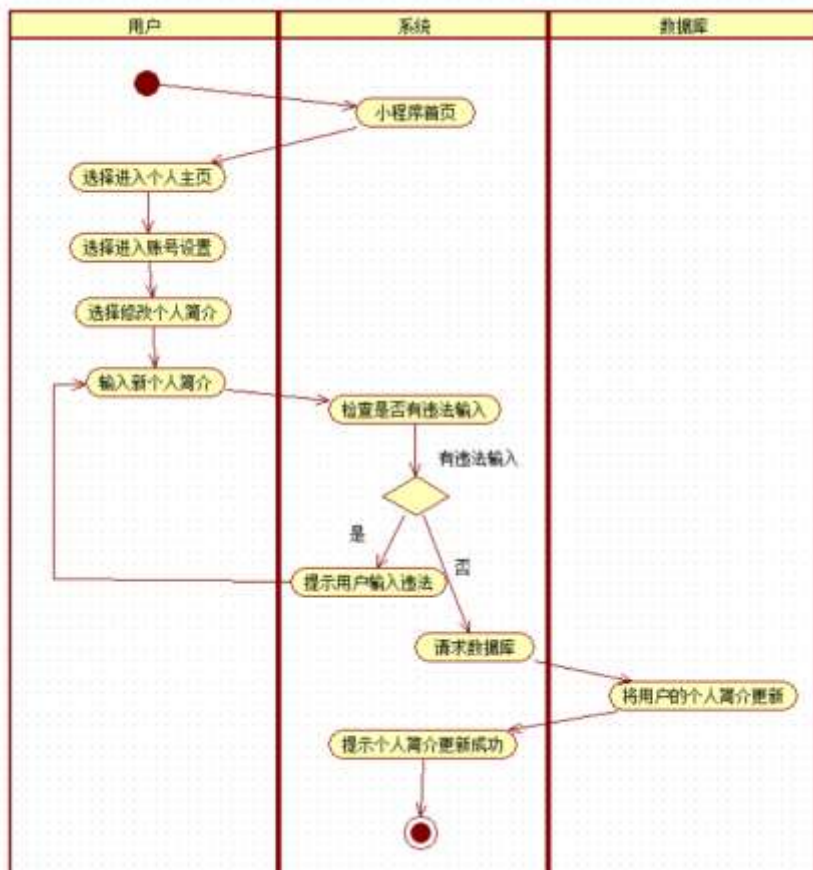 用户
系统
数据库
小程序首页
选择进入个人主页
选择进入账号设置
选择修改个人简介
输入新个人简介
检查是否有违法输入
有违法输入
是
否
提示用户输入违法
请求数据库
将用户的个人简介更新
提示个人简介更新成功